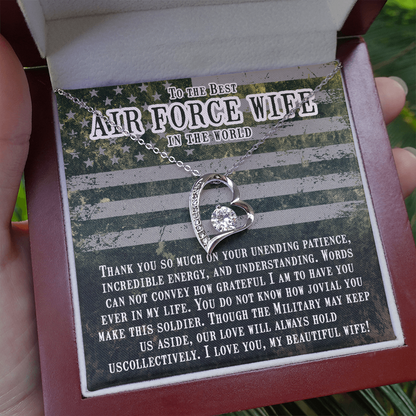 To the Best
Air Force Wife
in the World
Thank you so much on your unending patience,
incredible energy, and understanding. Words
can not convey how grateful I am to have you
ever in my life. You do not know how jovial you
make this soldier. Though the Military may keep
us aside, our love will always hold
uscollectively. I love you, my beautiful wife!